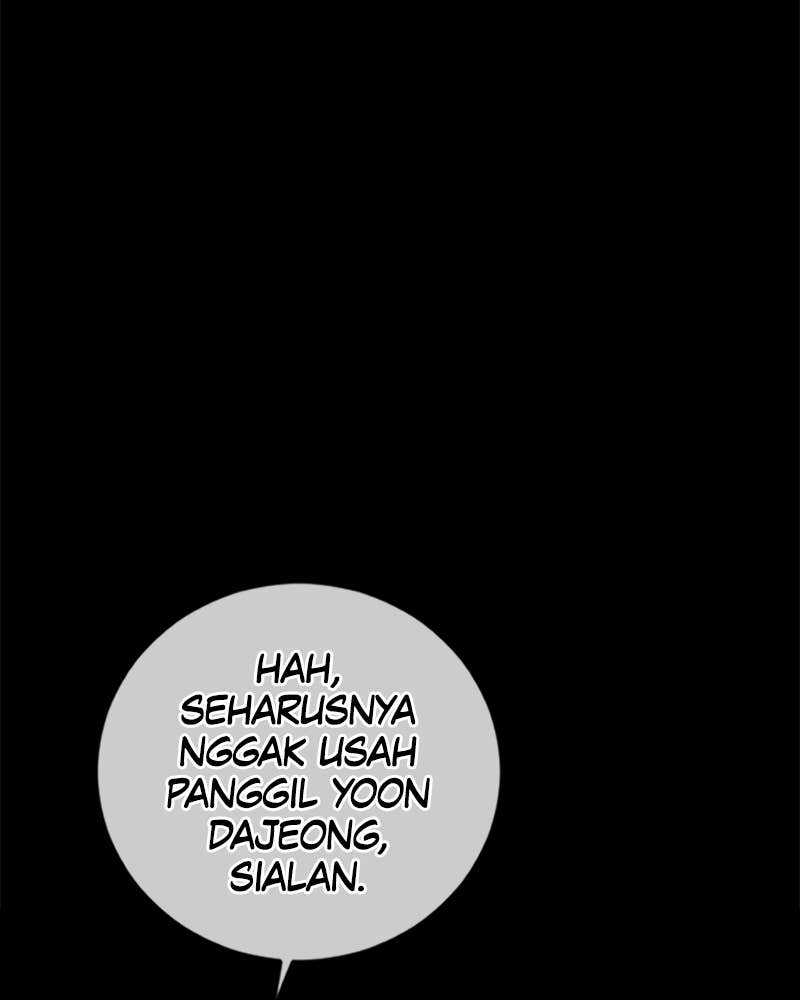 HAH,
SEHARUSNYA
NGGAK USAH
PANGGIL YOON
DAJEONG,
SIALAN.